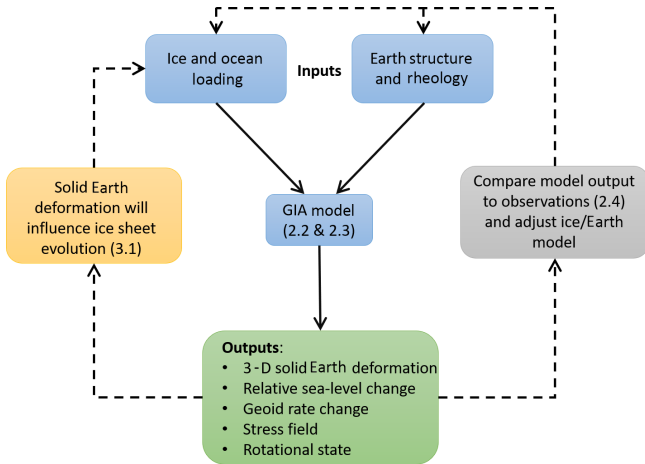 Ice and ocean
loading
Inputs
Earth structure
and rheology
Solid Earth
deformation will
influence ice sheet
evolution (3.1)
GIA model
(2.2 & 2.3)
Compare model output
to observations (2.4)
and adjust ice/Earth
model
Outputs:
• 3-D solid Earth deformation
• Relative sea-level change
• Geoid rate change
• Stress field
• Rotational state